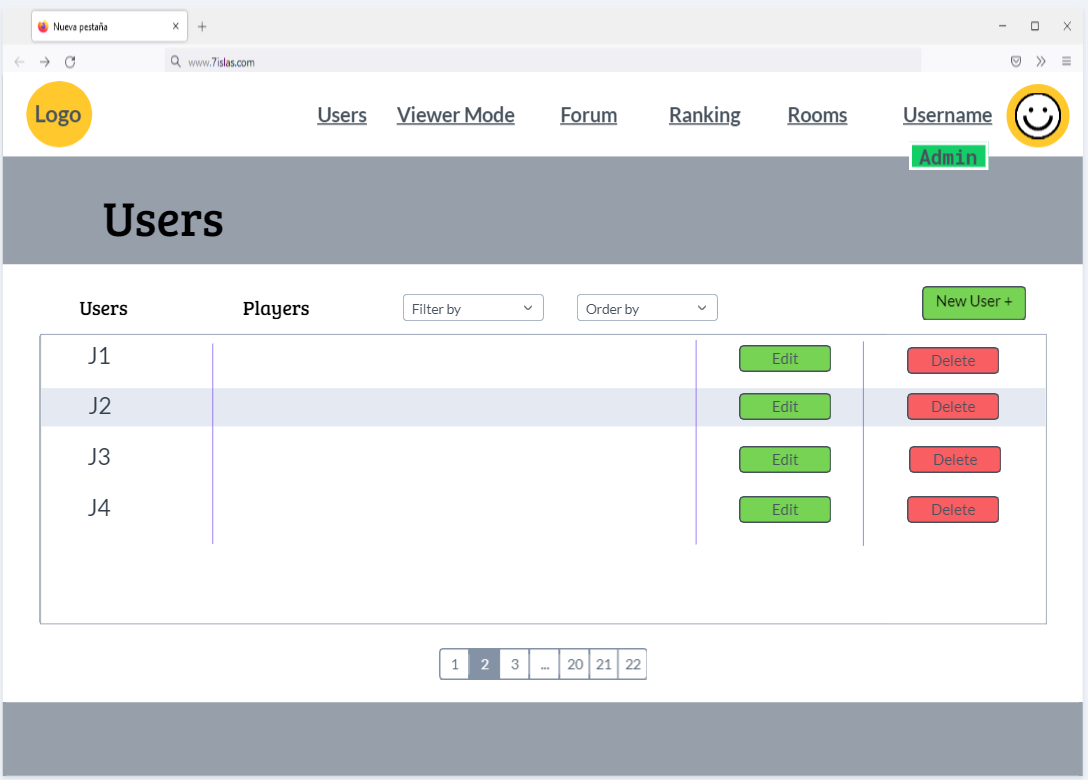 Nueva pestaña
www.7islas.com
Logo
Users
Viewer Mode
Forum
Ranking
Rooms
Username
Admin
Users
Users
Players
Filter by
Order by
New User +
J1
Edit
Delete
J2
Edit
Delete
J3
Edit
Delete
J4
Edit
Delete
1 2 3 ... 20 21 22